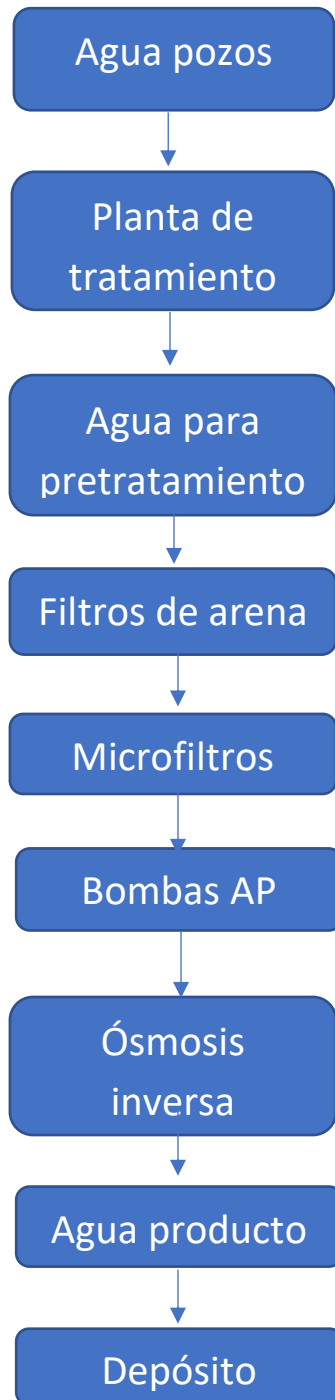 Agua pozos
Planta de
tratamiento
Agua para
pretratamiento
Filtros de arena
Microfiltros
Bombas AP
Ósmosis
inversa
Agua producto
Depósito